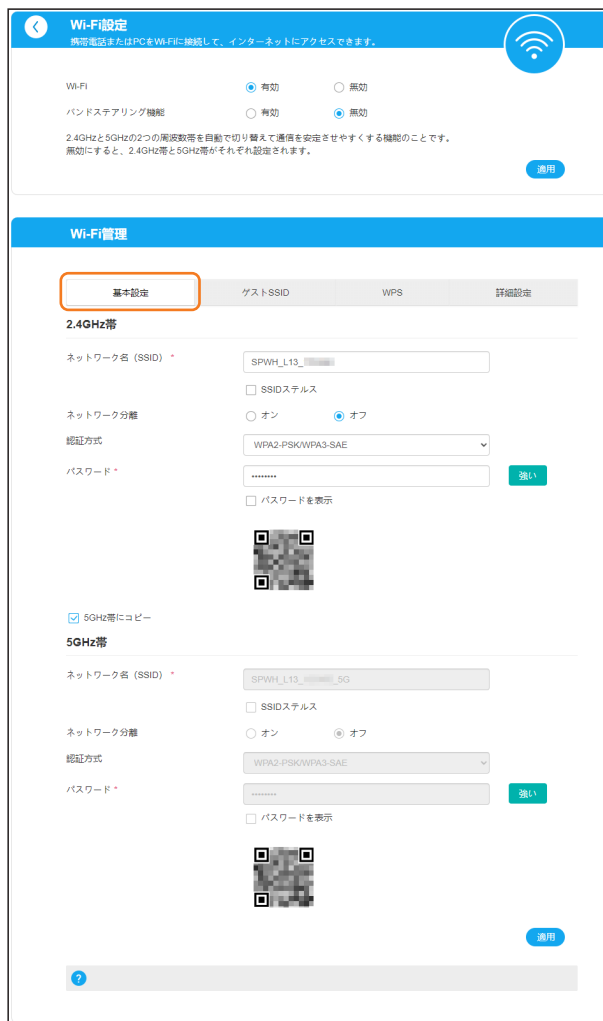 Wi-Fi設定
携帯電話またはPCをWi-Fiに接続して、インターネットにアクセスできます。
Wi-Fi 有効 無効
バンドステアリング機能 有効 無効
2.4GHzと5GHzの2つの周波数帯を自動で切り替えて通信を安定させやすくする機能のことです。
無効にすると、2.4GHz帯と5GHz帯がそれぞれ設定されます。
適用
Wi-Fi管理
基本設定 ゲストSSID WPS 詳細設定
2.4GHz帯
ネットワーク名（SSID） * SPWH_L13_
SSIDステルス
ネットワーク分離 オン オフ
認証方式 WPA2-PSK/WPA3-SAE
パスワード * ········ 強い
パスワードを表示
5GHz帯にコピー
5GHz帯
ネットワーク名（SSID） * SPWH_L13_ _5G
SSIDステルス
ネットワーク分離 オン オフ
認証方式 WPA2-PSK/WPA3-SAE
パスワード * ········ 強い
パスワードを表示
適用
?